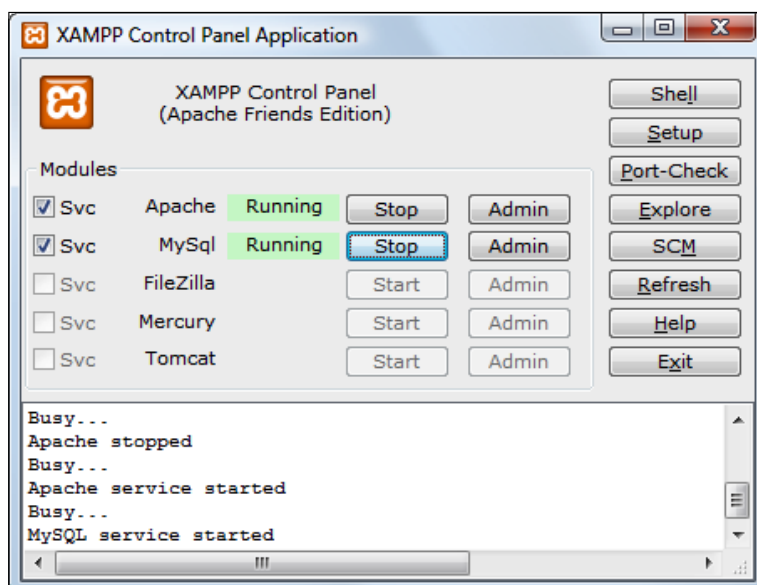 XAMPP Control Panel Application
XAMPP Control Panel
(Apache Friends Edition)
Shell
Setup
Port-Check
Explore
SCM
Refresh
Help
Exit
Modules
Svc Apache Running Stop Admin
Svc MySql Running Stop Admin
Svc FileZilla Start Admin
Svc Mercury Start Admin
Svc Tomcat Start Admin
Busy...
Apache stopped
Busy...
Apache service started
Busy...
MySQL service started